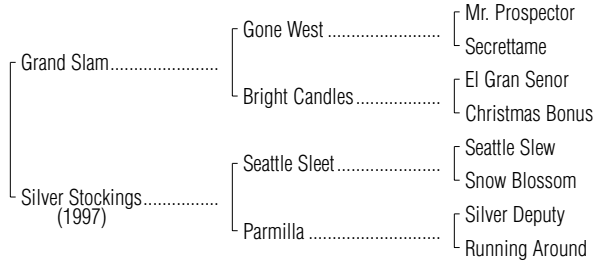 Mr. Prospector
Gone West ....................
Secrettame
Grand Slam........................
El Gran Senor
Bright Candles ................
Christmas Bonus
Seattle Slew
Seattle Sleet ...................
Snow Blossom
Silver Stockings................
(1997)
Silver Deputy
Parmilla ........................
Running Around